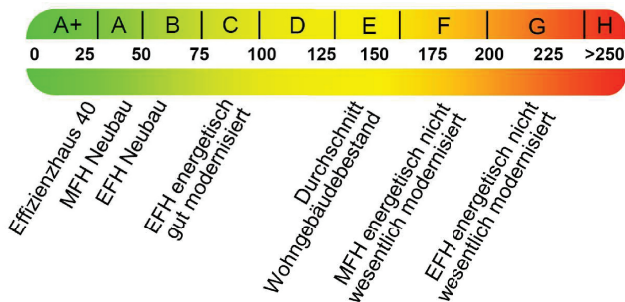 A+ A B C D E F G H
0 25 50 75 100 125 150 175 200 225 >250
Effizienzhaus 40
MFH Neubau
EFH Neubau
EFH energetisch
gut modernisiert
Durchschnitt
Wohngebäudebestand
MFH energetisch nicht
wesentlich modernisiert
EFH energetisch nicht
wesentlich modernisiert